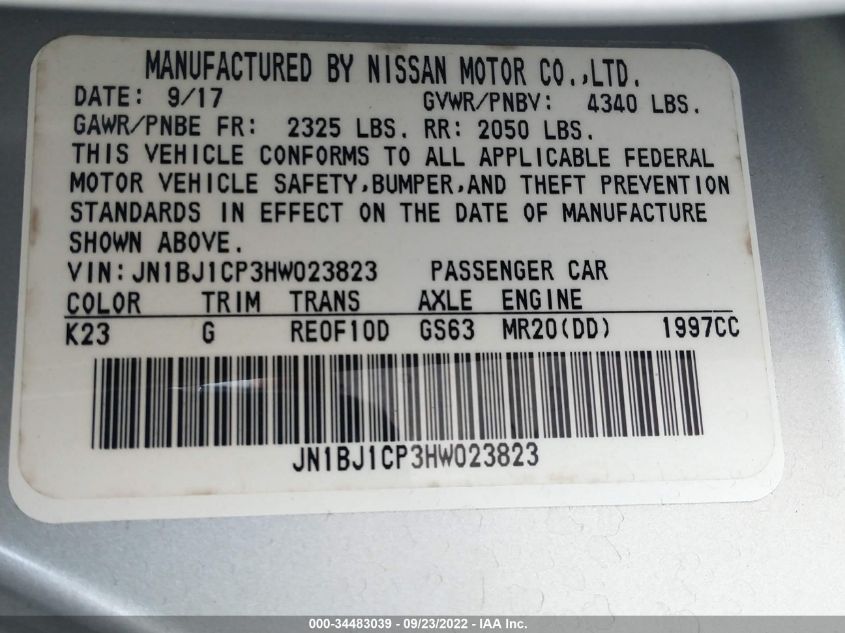 MANUFACTURED BY NISSAN MOTOR CO.,LTD.
DATE: 9/17 GVWR/PNBV: 4340 LBS.
GAWR/PNBE FR: 2325 LBS. RR: 2050 LBS.
THIS VEHICLE CONFORMS TO ALL APPLICABLE FEDERAL
MOTOR VEHICLE SAFETY,BUMPER,AND THEFT PREVENTION
STANDARDS IN EFFECT ON THE DATE OF MANUFACTURE
SHOWN ABOVE.
VIN:JN1BJ1CP3HW023823 PASSENGER CAR
COLOR TRIM TRANS AXLE ENGINE
K23 G RE0F10D GS63 MR20(DD) 1997CC
JN1BJ1CP3HW023823
000-34483039 - 09/23/2022 - IAA Inc.